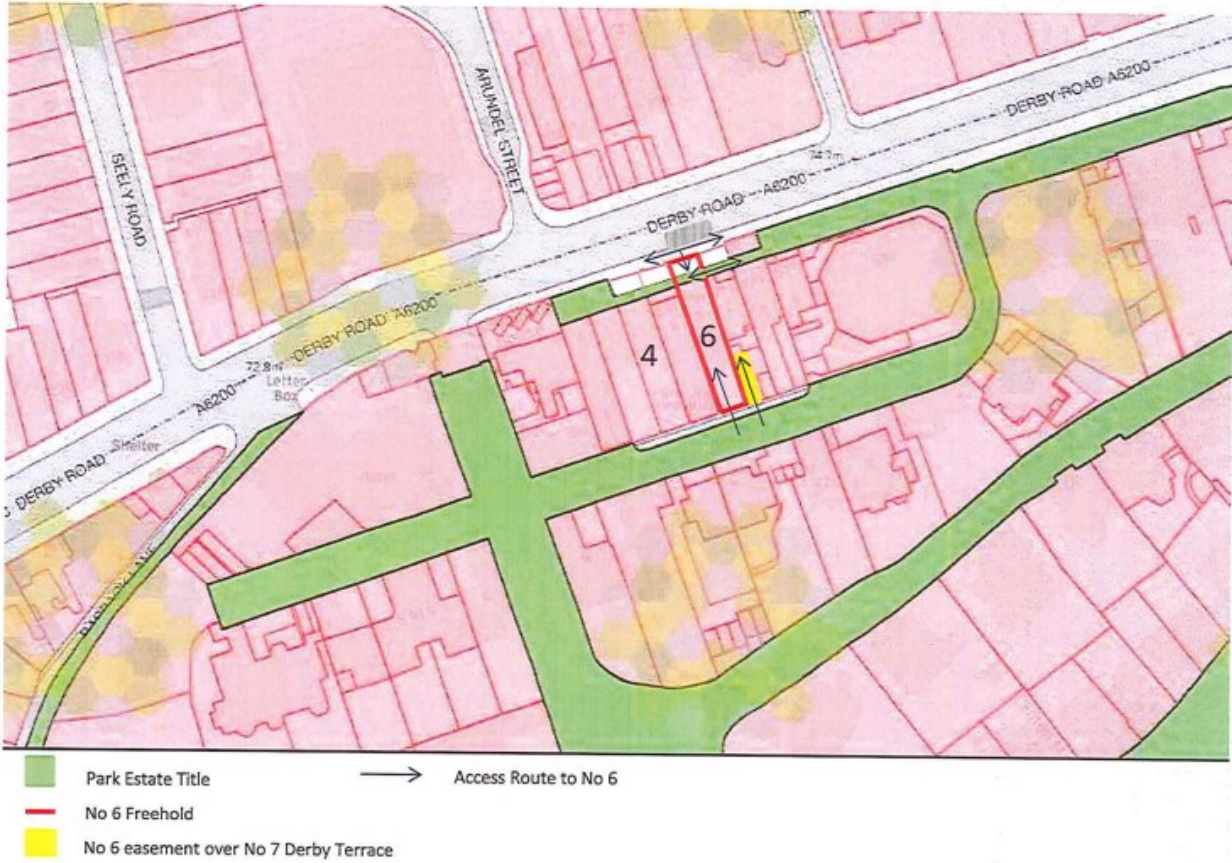 SEELY ROAD
ARUNDEL STREET
DERBY ROAD A6200
74.7m
DERBY ROAD A6200
DERBY ROAD A6200
72.8m
Letter
Box
A6200
Shelter
DERBY ROAD
4
6
Park Estate Title
Access Route to No 6
No 6 Freehold
No 6 easement over No 7 Derby Terrace